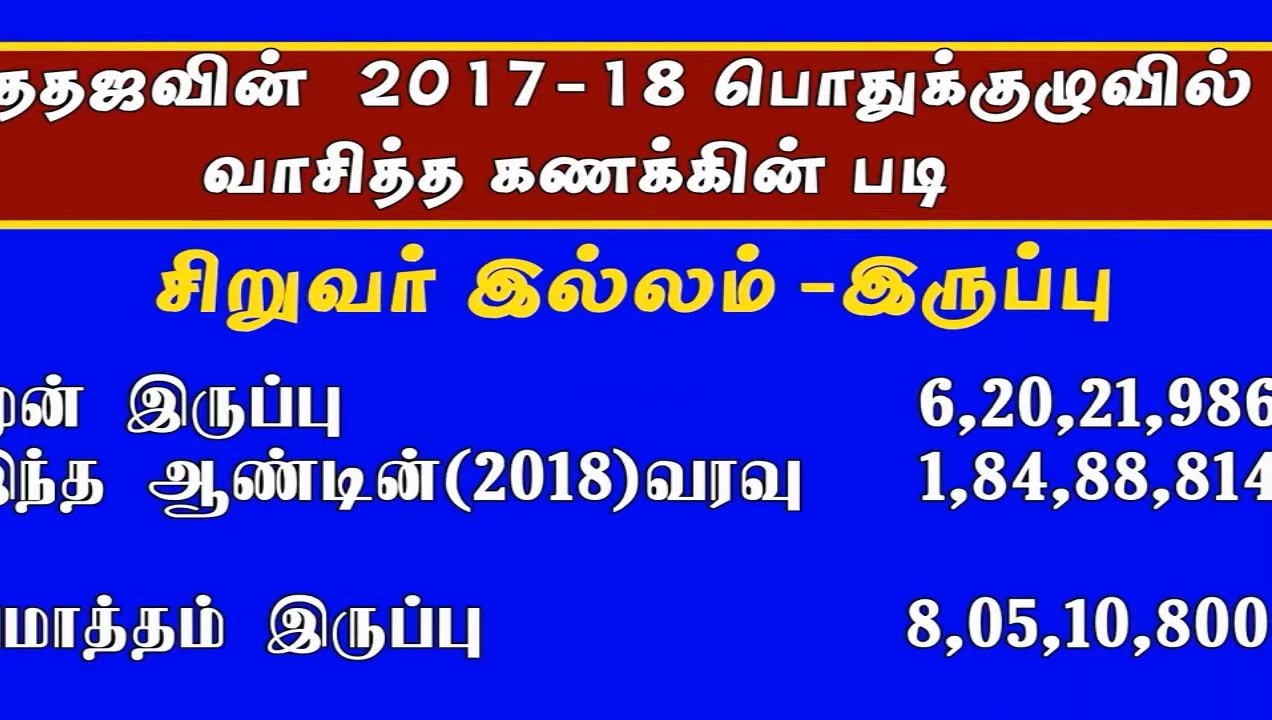 ததஜவின் 2017-18 பொதுக்குழுவில்
வாசித்த கணக்கின் படி
சிறுவர் இல்லம் -இருப்பு
முன் இருப்பு 6,20,21,986
இந்த ஆண்டின்(2018)வரவு 1,84,88,814
மொத்தம் இருப்பு 8,05,10,800